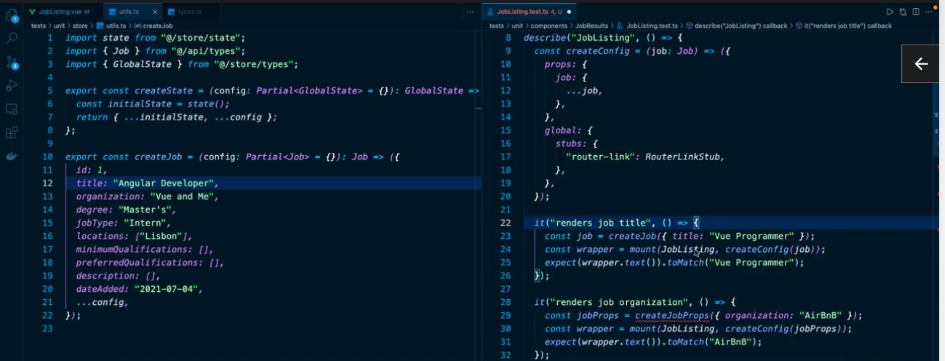 JobListing.vue M
utils.ts
types.ts
tests > unit > store > utils.ts > createJob
1 import state from "@/store/state";
2 import { Job } from "@/api/types";
3 import { GlobalState } from "@/store/types";
4
5 export const createState = (config: Partial<GlobalState> = {}): GlobalState =>
6 const initialState = state();
7 return { ...initialState, ...config };
8 };
9
10 export const createJob = (config: Partial<Job> = {}): Job => ({
11 id: 1,
12 title: "Angular Developer",
13 organization: "Vue and Me",
14 degree: "Master's",
15 jobType: "Intern",
16 locations: ["Lisbon"],
17 minimumQualifications: [],
18 preferredQualifications: [],
19 description: [],
20 dateAdded: "2021-07-04",
21 ...config,
22 });
23
JobListing.test.ts 4, U
tests > unit > components > JobResults > JobListing.test.ts > describe("JobListing") callback > it("renders job title") callback
8 describe("JobListing", () => {
9 const createConfig = (job: Job) => ({
10 props: {
11 job: {
12 ...job,
13 },
14 },
15 global: {
16 stubs: {
17 "router-link": RouterLinkStub,
18 },
19 },
20 });
21
22 it("renders job title", () => {
23 const job = createJob({ title: "Vue Programmer" });
24 const wrapper = mount(JobListing, createConfig(job));
25 expect(wrapper.text()).toMatch("Vue Programmer");
26 });
27
28 it("renders job organization", () => {
29 const jobProps = createJobProps({ organization: "AirBnB" });
30 const wrapper = mount(JobListing, createConfig(jobProps));
31 expect(wrapper.text()).toMatch("AirBnB");
32 });